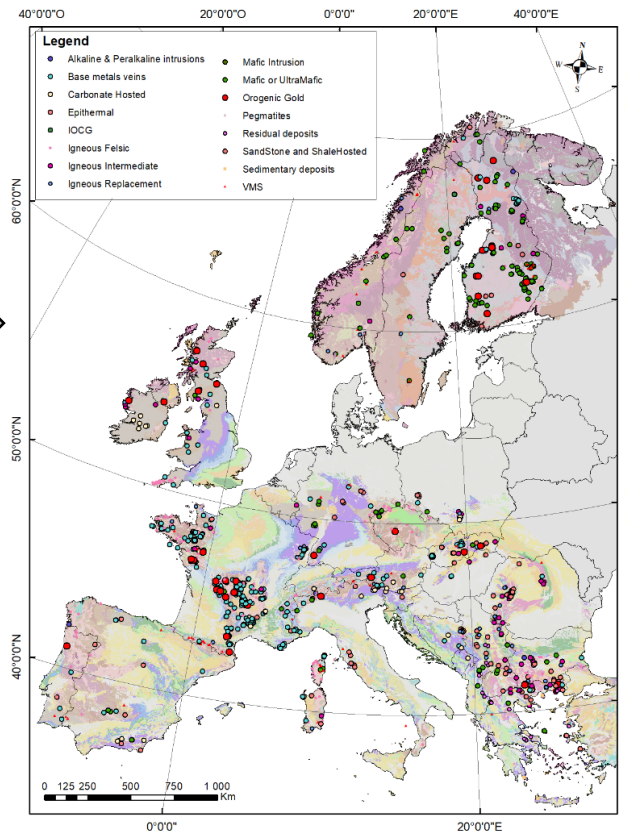 40°0'0"O 20°0'0"O 0°0'0" 20°0'0"E 40°0'0"E
Legend
Alkaline & Peralkaline intrusions
Base metals veins
Carbonate Hosted
Epithermal
IOCG
Igneous Felsic
Igneous Intermediate
Igneous Replacement
Mafic Intrusion
Mafic or UltraMafic
Orogenic Gold
Pegmatites
Residual deposits
SandStone and ShaleHosted
Sedimentary deposits
VMS
N
W E
S
60°0'0"N
50°0'0"N
40°0'0"N
0 125 250 500 750 1 000
Km
0°0'0" 20°0'0"E